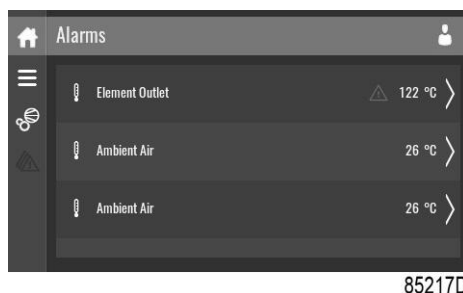 Alarms
Element Outlet 122 °C
Ambient Air 26 °C
Ambient Air 26 °C
85217D